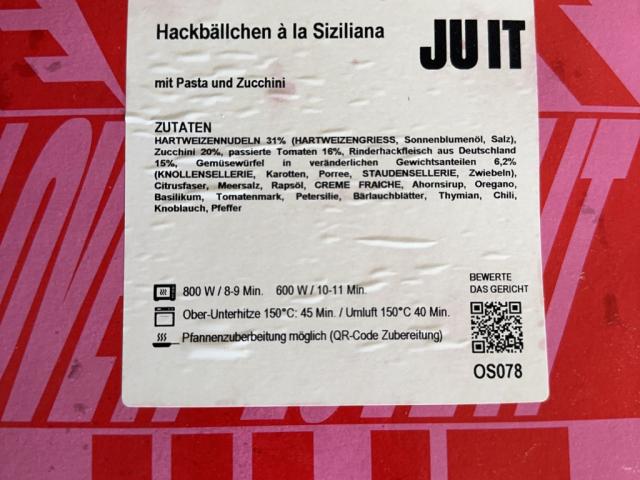 Hackbällchen à la Siziliana
JU IT
mit Pasta und Zucchini
ZUTATEN
HARTWEIZENNUDELN 31% (HARTWEIZENGRIESS, Sonnenblumenöl, Salz),
Zucchini 20%, passierte Tomaten 16%, Rinderhackfleisch aus Deutschland
15%, Gemüsewürfel in veränderlichen Gewichtsanteilen 6,2%
(KNOLLENSELLERIE, Karotten, Porree, STAUDENSELLERIE, Zwiebeln),
Citrusfaser, Meersalz, Rapsöl, CREME FRAICHE, Ahornsirup, Oregano,
Basilikum, Tomatenmark, Petersilie, Bärlauchblätter, Thymian, Chili,
Knoblauch, Pfeffer
800 W / 8-9 Min. 600 W / 10-11 Min.
Ober-Unterhitze 150°C: 45 Min. / Umluft 150°C 40 Min.
Pfannenzuberbeitung möglich (QR-Code Zubereitung)
BEWERTE
DAS GERICHT
OS078